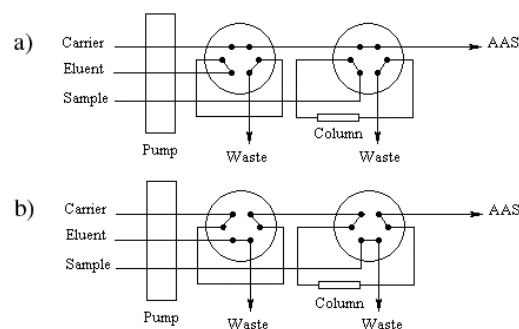 a)
Carrier
AAS
Eluent
Sample
Column
Pump
Waste
Waste
b)
Carrier
AAS
Eluent
Sample
Column
Pump
Waste
Waste